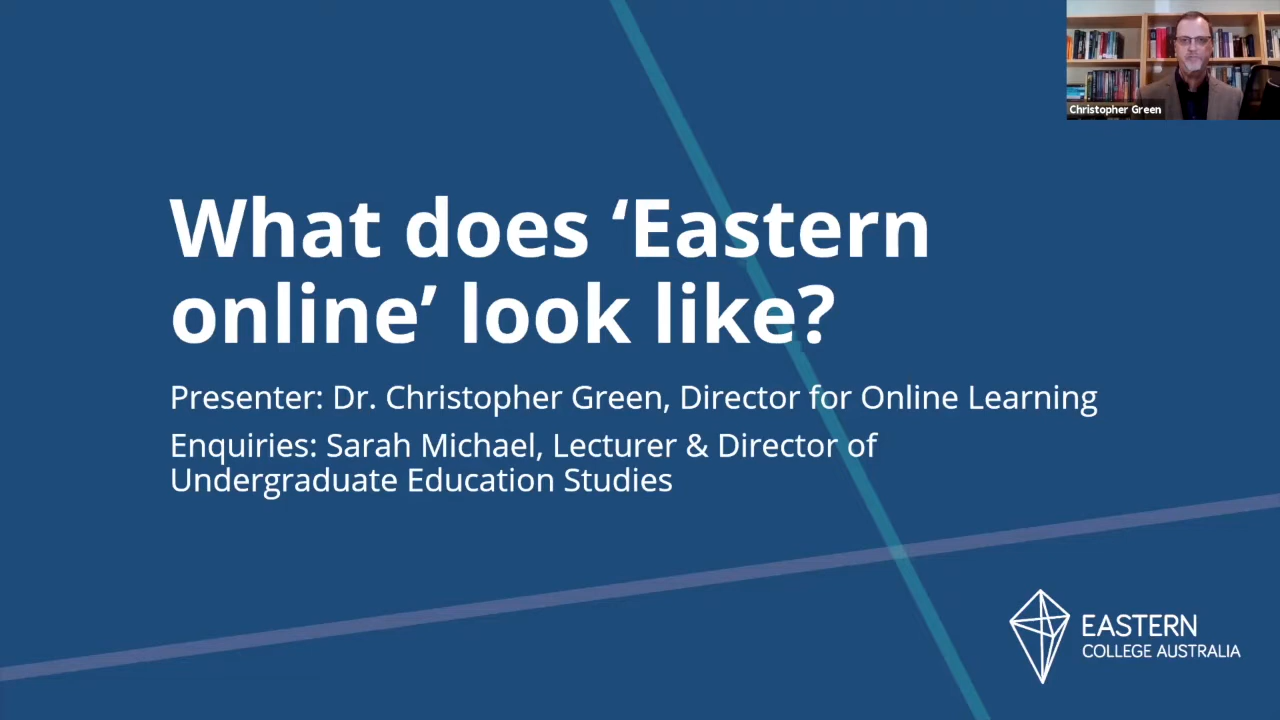 Christopher Green
What does ‘Eastern
online’ look like?
Presenter: Dr. Christopher Green, Director for Online Learning
Enquiries: Sarah Michael, Lecturer & Director of
Undergraduate Education Studies
EASTERN
COLLEGE AUSTRALIA